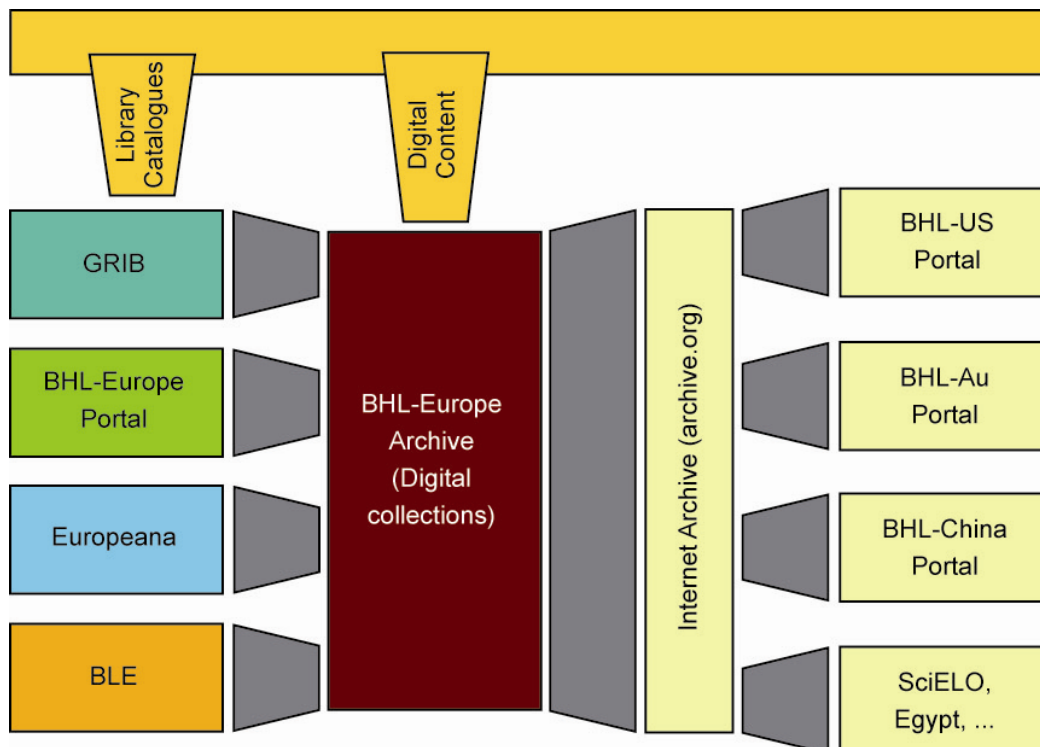 Library
Catalogues
Digital
Content
GRIB
BHL-Europe
Portal
Europeana
BLE
BHL-Europe
Archive
(Digital
collections)
Internet Archive (archive.org)
BHL-US
Portal
BHL-Au
Portal
BHL-China
Portal
SciELO,
Egypt, ...